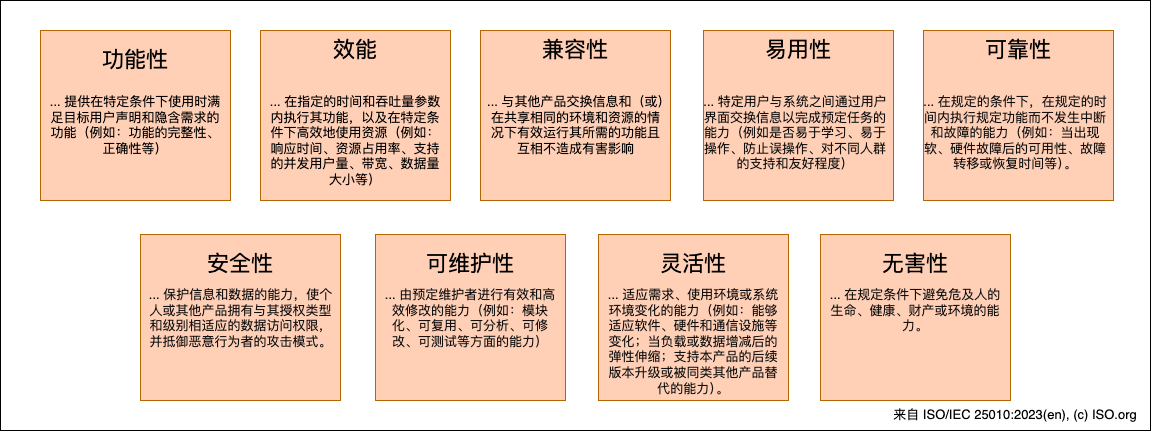 功能性
... 提供在特定条件下使用时满
足目标用户声明和隐含需求的
功能（例如：功能的完整性、
正确性等）
效能
... 在指定的时间和吞吐量参数
内执行其功能，以及在特定条
件下高效地使用资源（例如：
响应时间、资源占用率、支持
的并发用户量、带宽、数据量
大小等）
兼容性
... 与其他产品交换信息和（或）
在共享相同的环境和资源的情
况下有效运行其所需的功能且
互相不造成有害影响
易用性
... 特定用户与系统之间通过用户
界面交换信息以完成预定任务的
能力（例如是否易于学习、易于
操作、防止误操作、对不同人群
的支持和友好程度）
可靠性
... 在规定的条件下，在规定的时
间内执行规定功能而不发生中断
和故障的能力（例如：当出现
软、硬件故障后的可用性、故障
转移或恢复时间等）。
安全性
... 保护信息和数据的能力，使个
人或其他产品拥有与其授权类型
和级别相适应的数据访问权限，
并抵御恶意行为者的攻击模式。
可维护性
... 由预定维护者进行有效和高
效修改的能力（例如：模块
化、可复用、可分析、可修
改、可测试等方面的能力）
灵活性
... 适应需求、使用环境或系统
环境变化的能力（例如：能够
适应软件、硬件和通信设施等
变化；当负载或数据增减后的
弹性伸缩；支持本产品的后续
版本升级或被同类其他产品替
代的能力）。
无害性
... 在规定条件下避免危及人的
生命、健康、财产或环境的能
力。
来自 ISO/IEC 25010:2023(en), (c) ISO.org